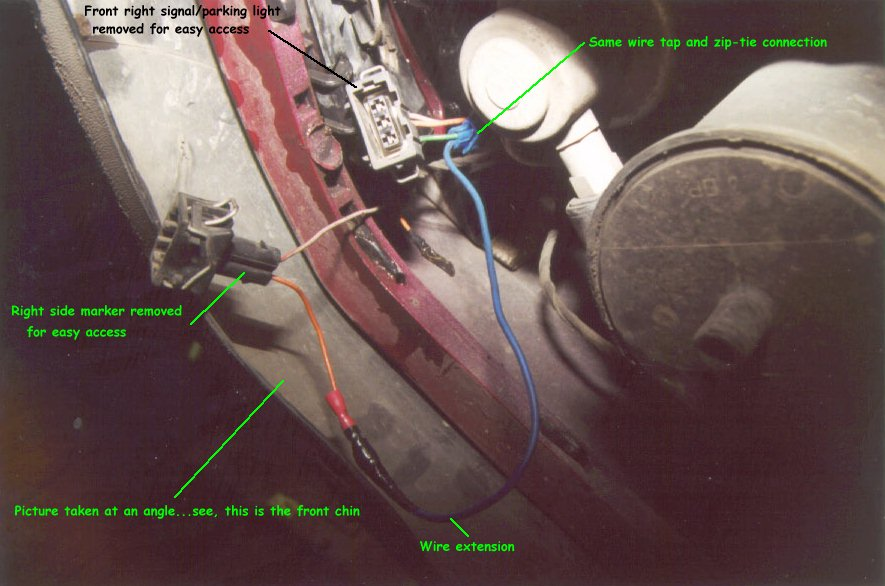 Front right signal/parking light
removed for easy access
Same wire tap and zip-tie connection
Right side marker removed
for easy access
Picture taken at an angle...see, this is the front chin
Wire extension